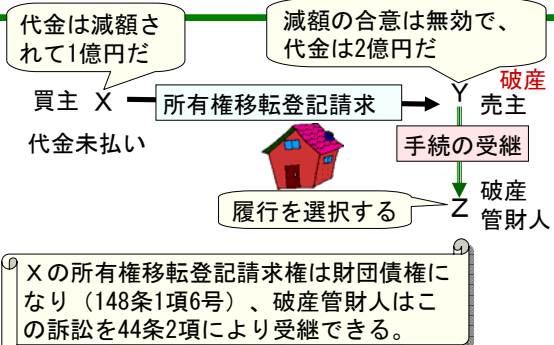 代金は減額さ
れて1億円だ
減額の合意は無効で、
代金は2億円だ
買主 X
所有権移転登記請求
Y
破産
売主
代金未払い
手続の受継
履行を選択する
Z
破産
管財人
Xの所有権移転登記請求権は財団債権に
なり(148条1項6号)、破産管財人はこ
の訴訟を44条2項により受継できる。